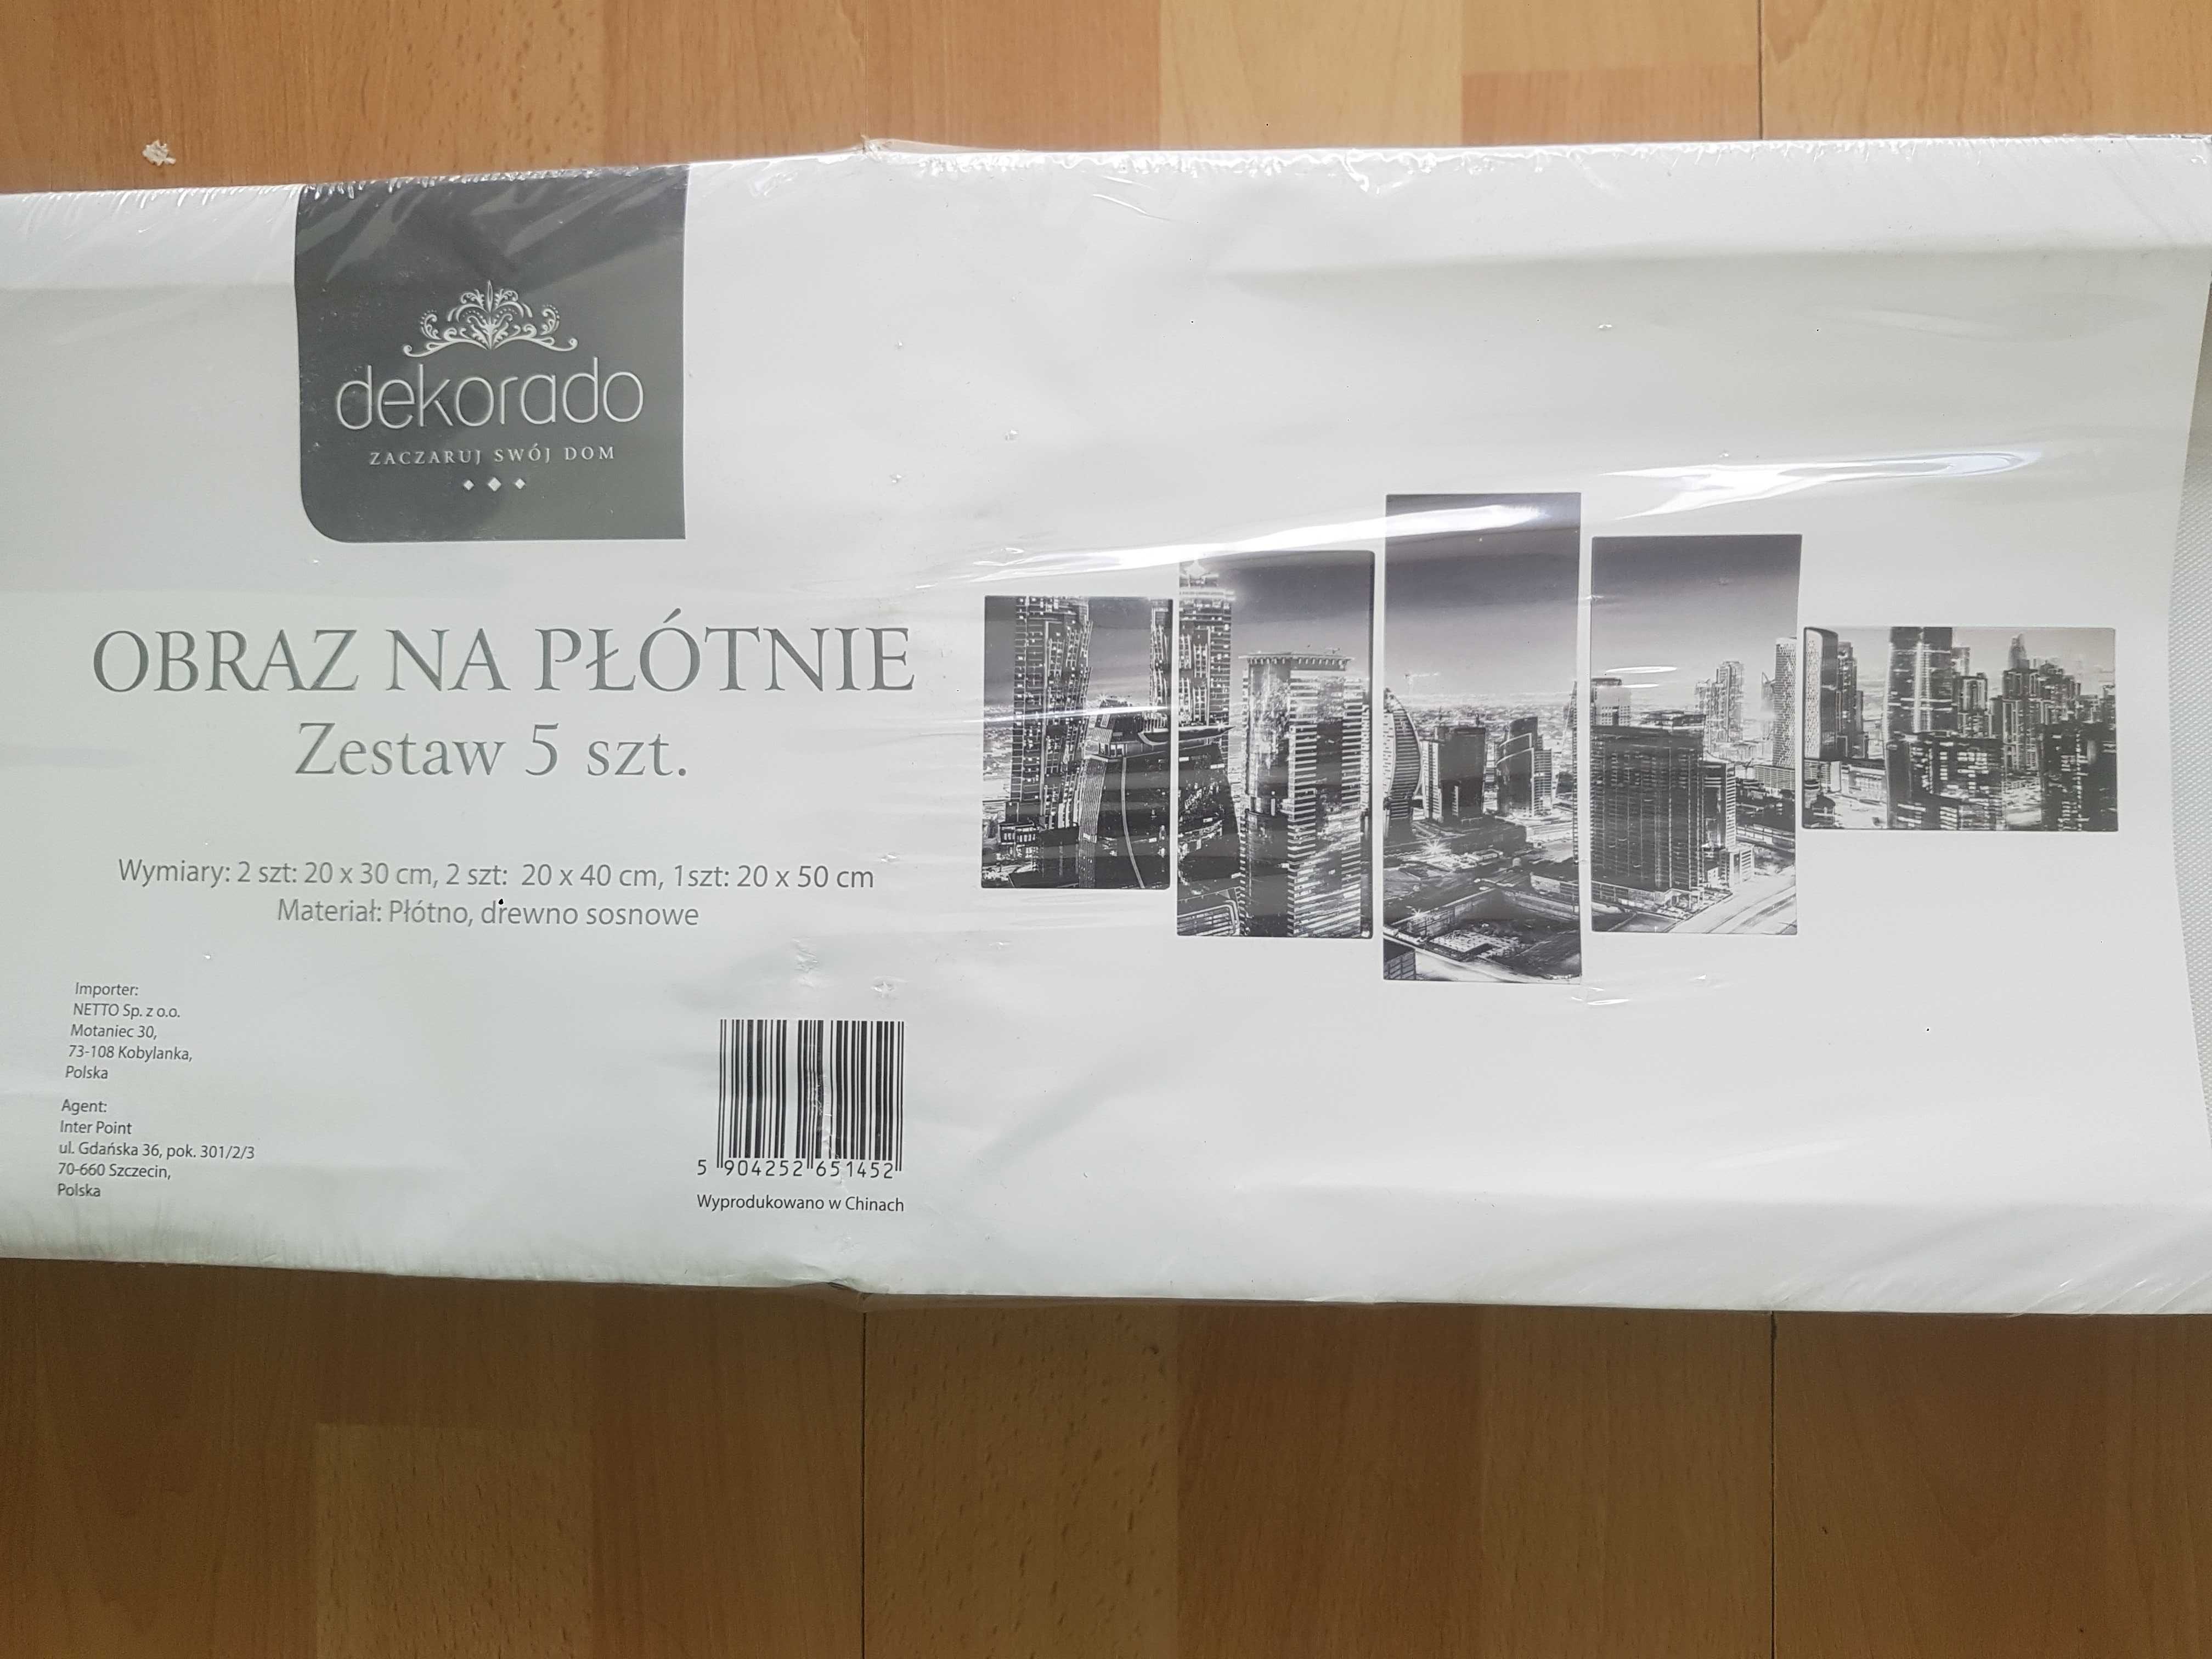 dekorado
ZACZARUJ SWÓJ DOM
OBRAZ NA PŁÓTNIE
Zestaw 5 szt.
Wymiary: 2 szt: 20 x 30 cm, 2 szt: 20 x 40 cm, 1szt: 20 x 50 cm
Materiał: Płótno, drewno sosnowe
Importer:
NETTO Sp. z o.o.
Motaniec 30,
73-108 Kobylanka,
Polska
Agent:
Inter Point
ul. Gdańska 36, pok. 301/2/3
70-660 Szczecin,
Polska
5 904252 651452
Wyprodukowano w Chinach